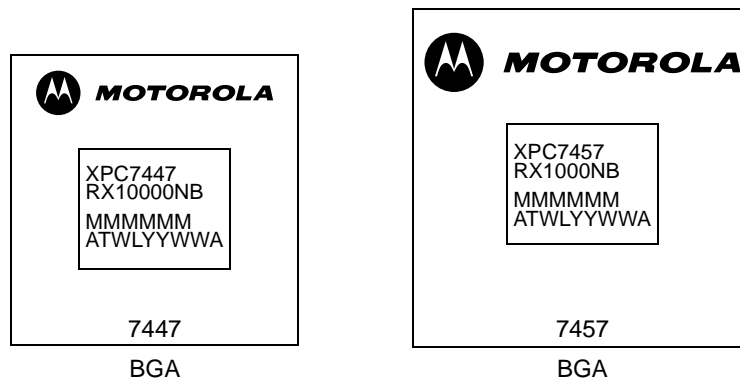 MOTOROLA
XPC7447
RX10000NB
MMMMMM
ATWLYYWWA
7447
BGA
MOTOROLA
XPC7457
RX1000NB
MMMMMM
ATWLYYWWA
7457
BGA